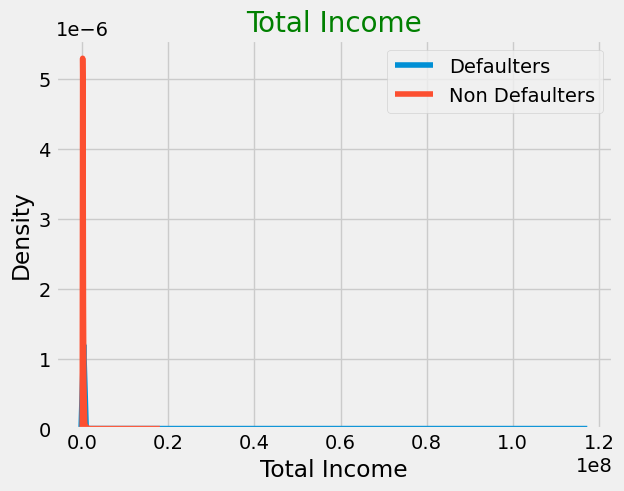 Total Income
1e−6
Defaulters
Non Defaulters
Density
5
4
3
2
1
0
0.0 0.2 0.4 0.6 0.8 1.0 1.2
1e8
Total Income